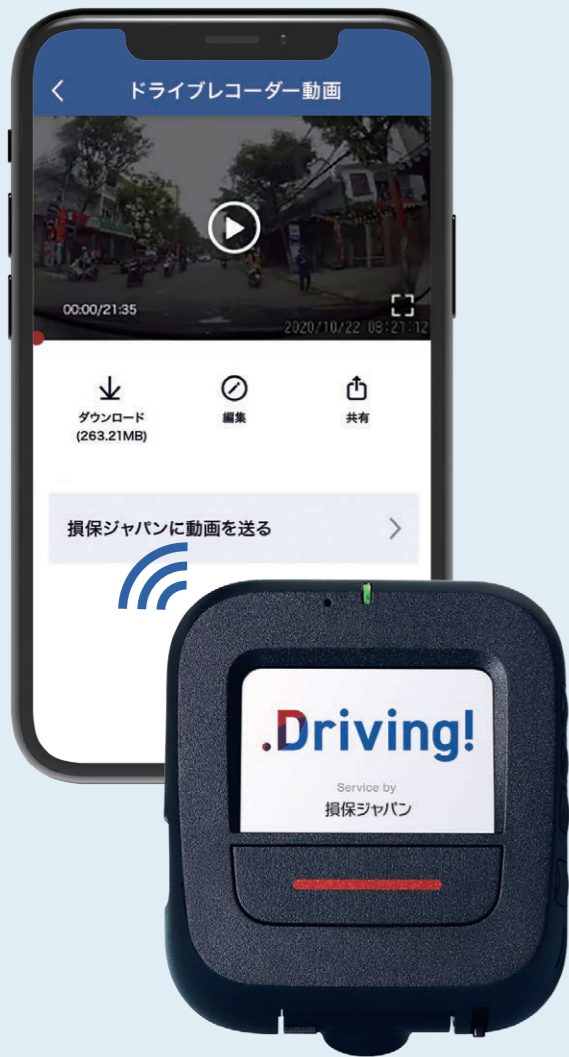 ドライブレコーダー動画
00:00/21:35
2020/10/22 08:21:12
ダウンロード
(263.21MB)
編集
共有
損保ジャパンに動画を送る
.Driving!
Service by
損保ジャパン